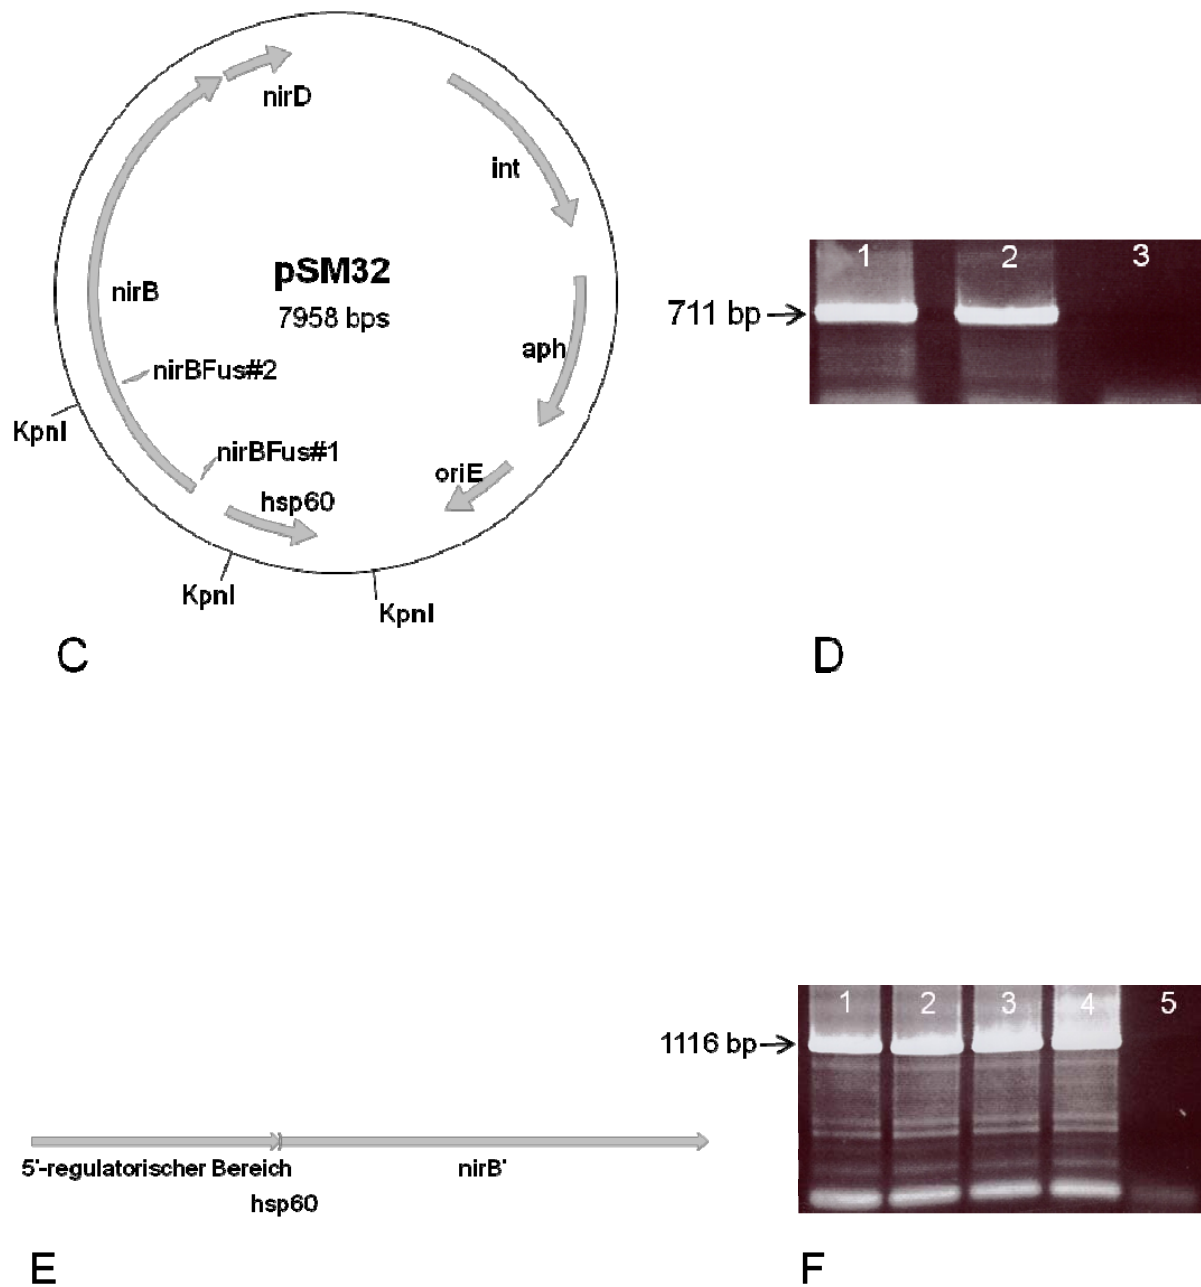 nirD
int
pSM32
7958 bps
nirB
aph
nirBFus#2
KpnI
nirBFus#1
oriE
hsp60
KpnI
KpnI
C
1 2 3
711 bp
D
1 2 3 4 5
1116 bp
5'-regulatorischer Bereich
nirB'
hsp60
E
F